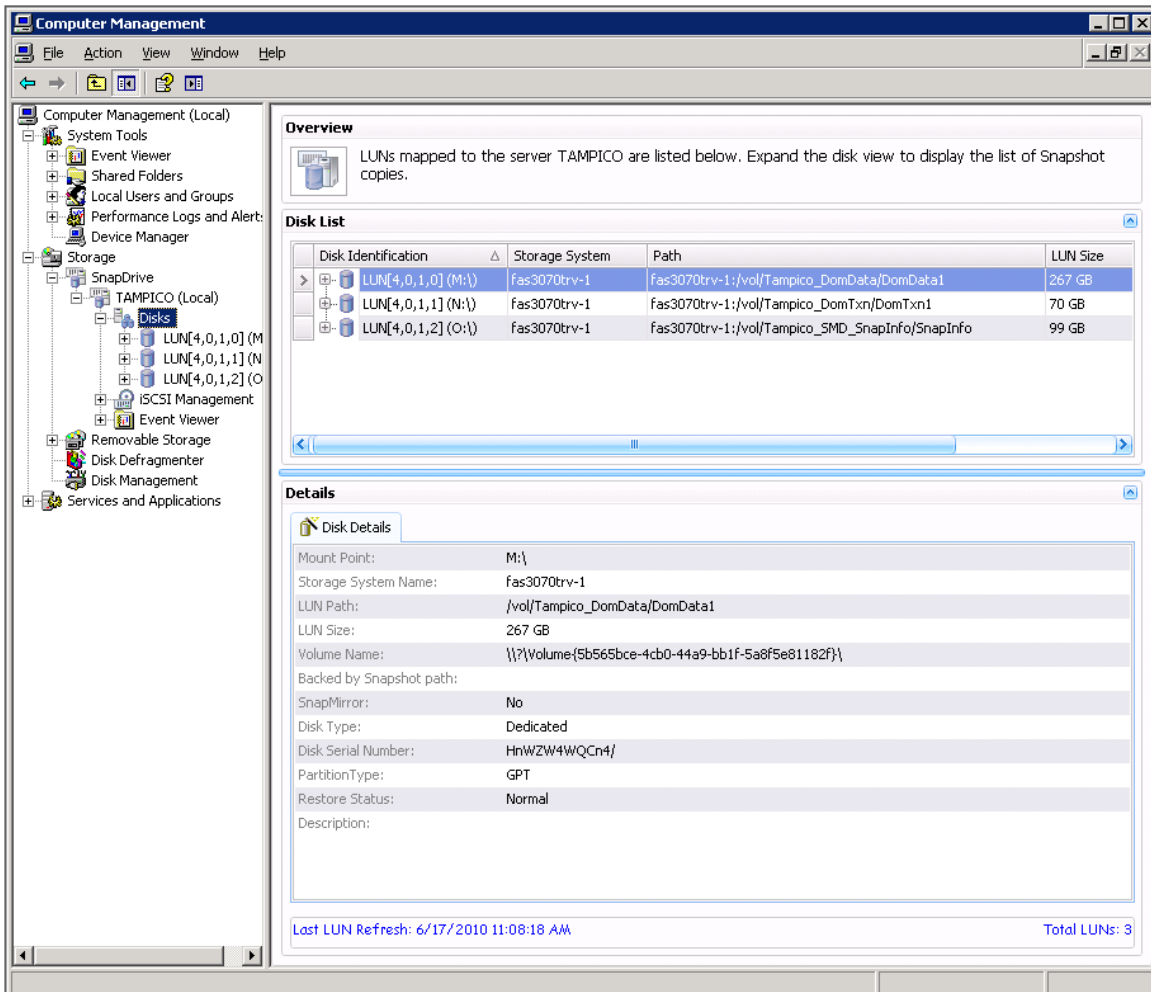 Computer Management
File Action View Window Help
Computer Management (Local)
System Tools
Event Viewer
Shared Folders
Local Users and Groups
Performance Logs and Alert
Device Manager
Storage
SnapDrive
TAMPICO (Local)
Disks
LUN[4,0,1,0] (M
LUN[4,0,1,1] (N
LUN[4,0,1,2] (O
iSCSI Management
Event Viewer
Removable Storage
Disk Defragmenter
Disk Management
Services and Applications
Overview
LUNs mapped to the server TAMPICO are listed below. Expand the disk view to display the list of Snapshot
copies.
Disk List
Disk Identification Storage System Path LUN Size
LUN[4,0,1,0] (M:\) fas3070trv-1 fas3070trv-1:/vol/Tampico_DomData/DomData1 267 GB
LUN[4,0,1,1] (N:\) fas3070trv-1 fas3070trv-1:/vol/Tampico_DomTxn/DomTxn1 70 GB
LUN[4,0,1,2] (O:\) fas3070trv-1 fas3070trv-1:/vol/Tampico_SMD_SnapInfo/SnapInfo 99 GB
Details
Disk Details
Mount Point: M:\
Storage System Name: fas3070trv-1
LUN Path: /vol/Tampico_DomData/DomData1
LUN Size: 267 GB
Volume Name: \\?\Volume{5b565bce-4cb0-44a9-bb1f-5a8f5e81182f}\
Backed by Snapshot path:
SnapMirror: No
Disk Type: Dedicated
Disk Serial Number: HnWZW4WQCn4/
PartitionType: GPT
Restore Status: Normal
Description:
Last LUN Refresh: 6/17/2010 11:08:18 AM Total LUNs: 3